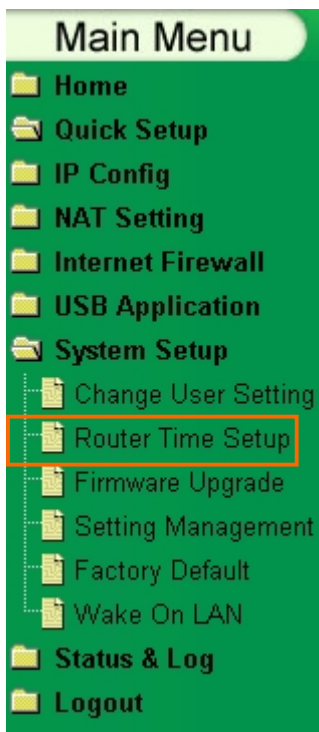 Main Menu
Home
Quick Setup
IP Config
NAT Setting
Internet Firewall
USB Application
System Setup
Change User Setting
Router Time Setup
Firmware Upgrade
Setting Management
Factory Default
Wake On LAN
Status & Log
Logout